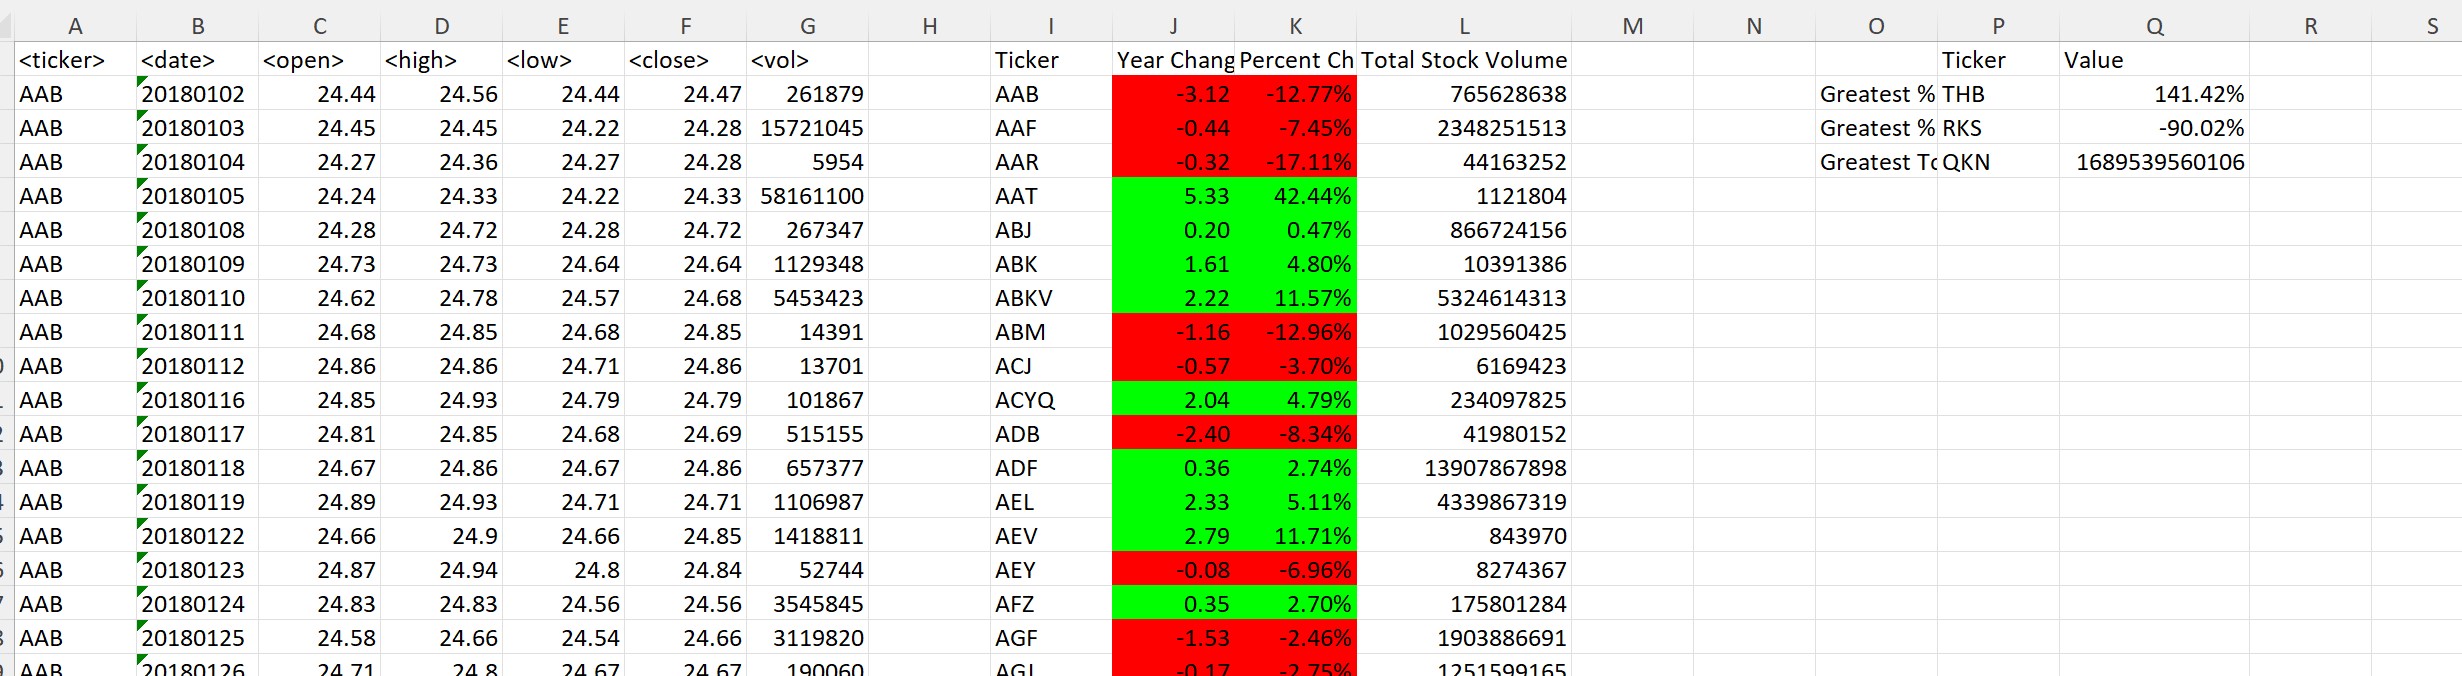 A B C D E F G H I J K L M N O P Q R S
<ticker> <date> <open> <high> <low> <close> <vol> Ticker Year Chang Percent Ch Total Stock Volume Ticker Value
AAB 20180102 24.44 24.56 24.44 24.47 261879 AAB -3.12 -12.77% 765628638 Greatest % THB 141.42%
AAB 20180103 24.45 24.45 24.22 24.28 15721045 AAF -0.44 -7.45% 2348251513 Greatest % RKS -90.02%
AAB 20180104 24.27 24.36 24.27 24.28 5954 AAR -0.32 -17.11% 44163252 Greatest To QKN 1689539560106
AAB 20180105 24.24 24.33 24.22 24.33 58161100 AAT 5.33 42.44% 1121804
AAB 20180108 24.28 24.72 24.28 24.72 267347 ABJ 0.20 0.47% 866724156
AAB 20180109 24.73 24.73 24.64 24.64 1129348 ABK 1.61 4.80% 10391386
AAB 20180110 24.62 24.78 24.57 24.68 5453423 ABKV 2.22 11.57% 5324614313
AAB 20180111 24.68 24.85 24.68 24.85 14391 ABM -1.16 -12.96% 1029560425
AAB 20180112 24.86 24.86 24.71 24.86 13701 ACJ -0.57 -3.70% 6169423
AAB 20180116 24.85 24.93 24.79 24.79 101867 ACYQ 2.04 4.79% 234097825
AAB 20180117 24.81 24.85 24.68 24.69 515155 ADB -2.40 -8.34% 41980152
AAB 20180118 24.67 24.86 24.67 24.86 657377 ADF 0.36 2.74% 13907867898
AAB 20180119 24.89 24.93 24.71 24.71 1106987 AEL 2.33 5.11% 4339867319
AAB 20180122 24.66 24.9 24.66 24.85 1418811 AEV 2.79 11.71% 843970
AAB 20180123 24.87 24.94 24.8 24.84 52744 AEY -0.08 -6.96% 8274367
AAB 20180124 24.83 24.83 24.56 24.56 3545845 AFZ 0.35 2.70% 175801284
AAB 20180125 24.58 24.66 24.54 24.66 3119820 AGF -1.53 -2.46% 1903886691
AAB 20180126 24.71 24.8 24.67 24.67 190060 -0.17 -2.75% 1251599165